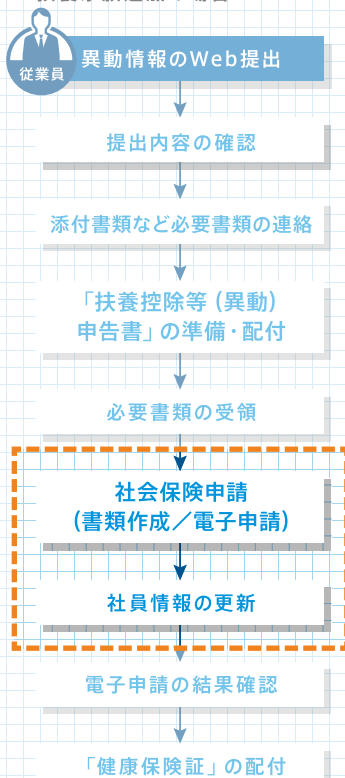 従業員
異動情報のWeb提出
提出内容の確認
添付書類など必要書類の連絡
「扶養控除等（異動）
申告書」の準備・配付
必要書類の受領
社会保険申請
（書類作成／電子申請）
社員情報の更新
電子申請の結果確認
「健康保険証」の配付